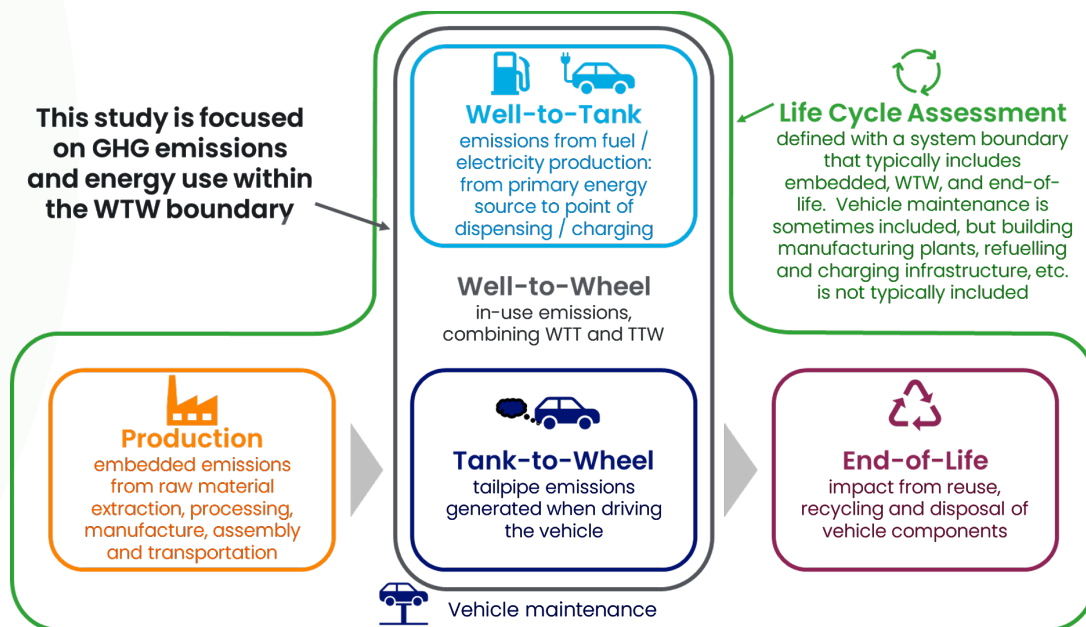 This study is focused
on GHG emissions
and energy use within
the WTW boundary
Well-to-Tank
emissions from fuel /
electricity production:
from primary energy
source to point of
dispensing / charging
Life Cycle Assessment
defined with a system boundary
that typically includes
embedded, WTW, and end-of-
life.  Vehicle maintenance is
sometimes included, but building
manufacturing plants, refuelling
and charging infrastructure, etc.
is not typically included
Well-to-Wheel
in-use emissions,
combining WTT and TTW
Production
embedded emissions
from raw material
extraction, processing,
manufacture, assembly
and transportation
Tank-to-Wheel
tailpipe emissions
generated when driving
the vehicle
End-of-Life
impact from reuse,
recycling and disposal of
vehicle components
Vehicle maintenance